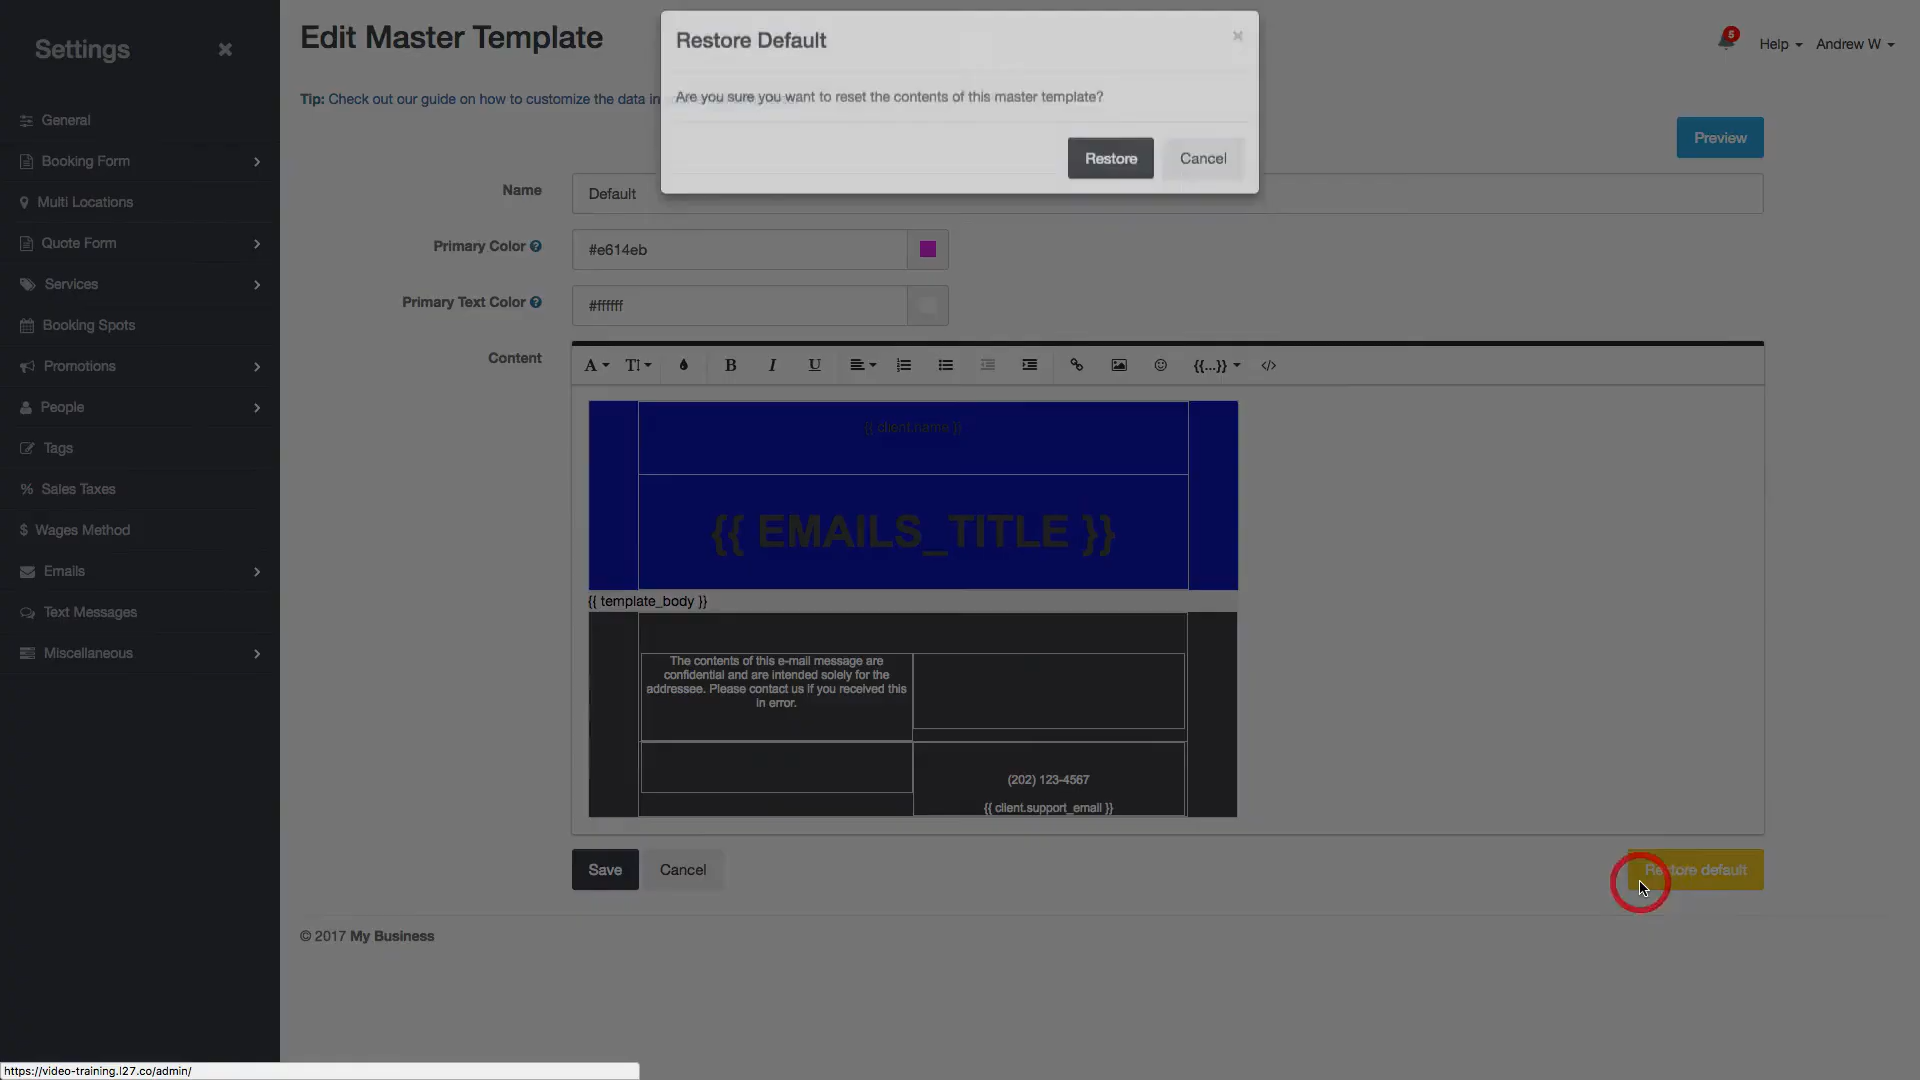 Settings
General
Booking Form
Multi Locations
Quote Form
Services
Booking Spots
Promotions
People
Tags
% Sales Taxes
$ Wages Method
Emails
Text Messages
Miscellaneous
Edit Master Template
5
Help
Andrew W
Tip: Check out our guide on how to customize the data in
Restore Default
×
Are you sure you want to reset the contents of this master template?
Restore
Cancel
Preview
Name
Default
Primary Color
#e614eb
Primary Text Color
#ffffff
Content
A
B I U
{{...}}
</>
{{ client.name }}
{{ EMAILS_TITLE }}
{{ template_body }}
The contents of this e-mail message are
confidential and are intended solely for the
addressee. Please contact us if you received this
in error.
(202) 123-4567
{{ client.support_email }}
Save
Cancel
Restore default
© 2017 My Business
https://video-training.l27.co/admin/